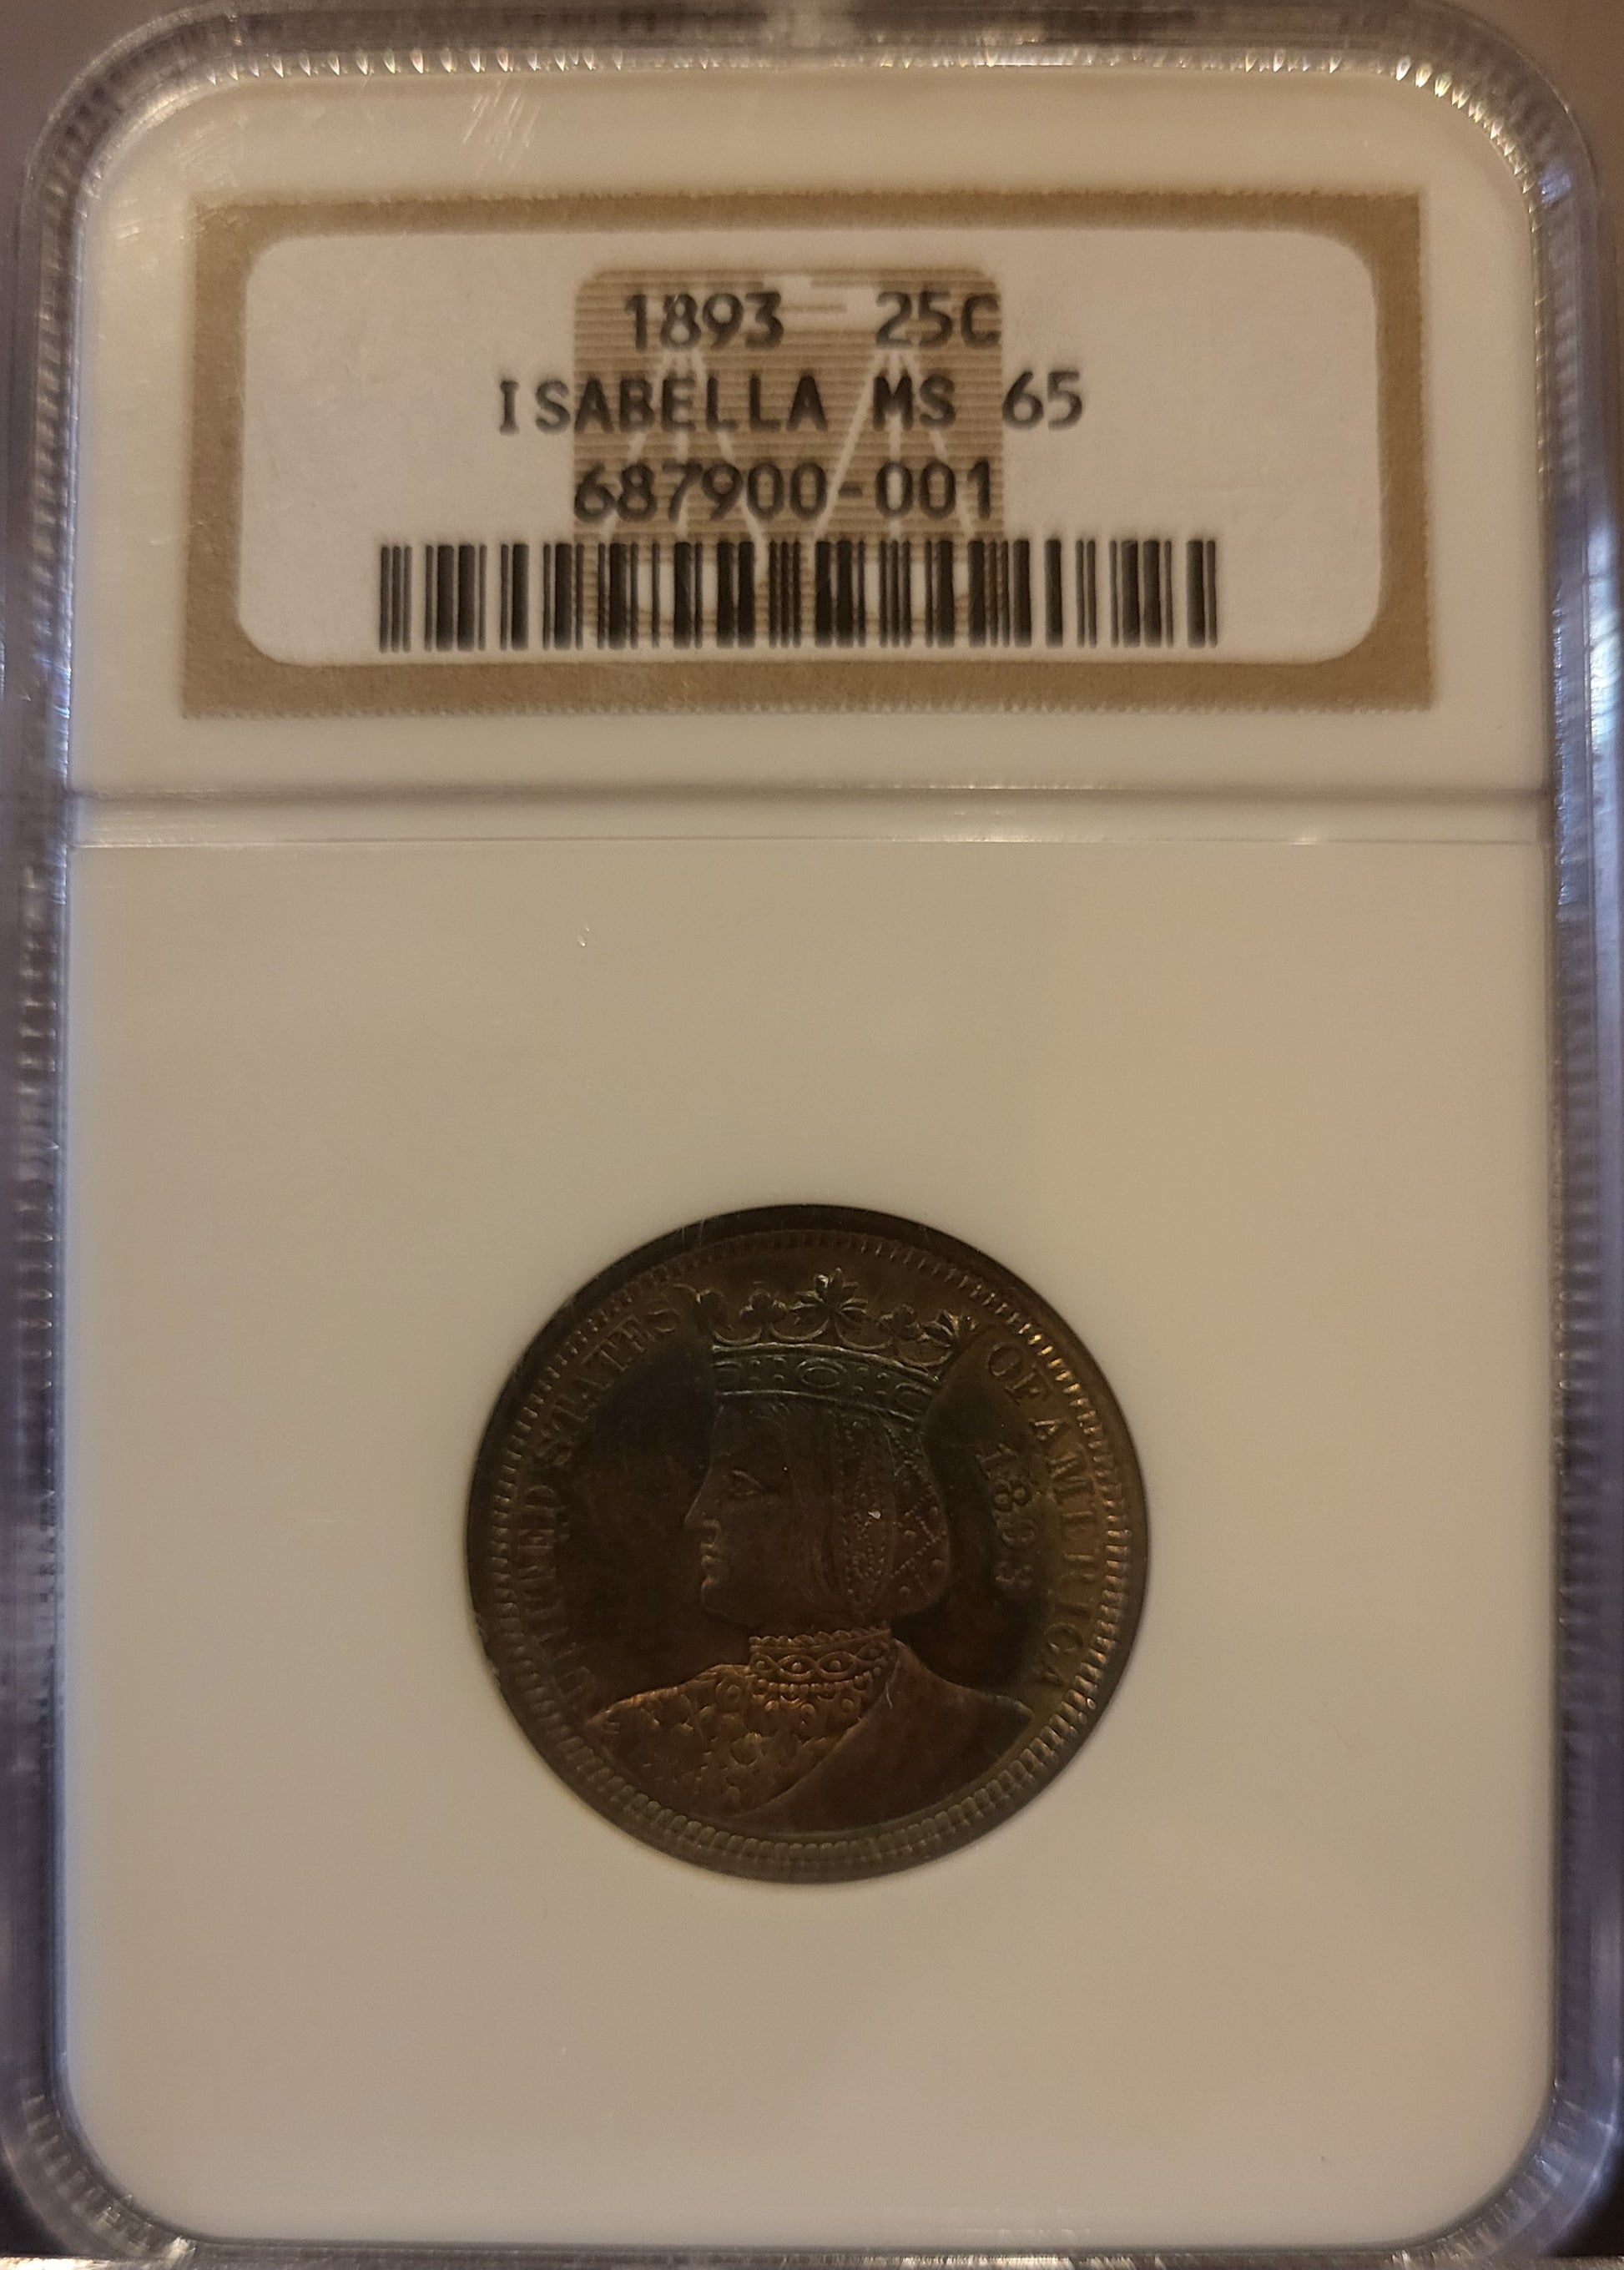 1893 25C
ISABELLA MS 65
687900-001
UNITED STATES OF AMERICA
1893